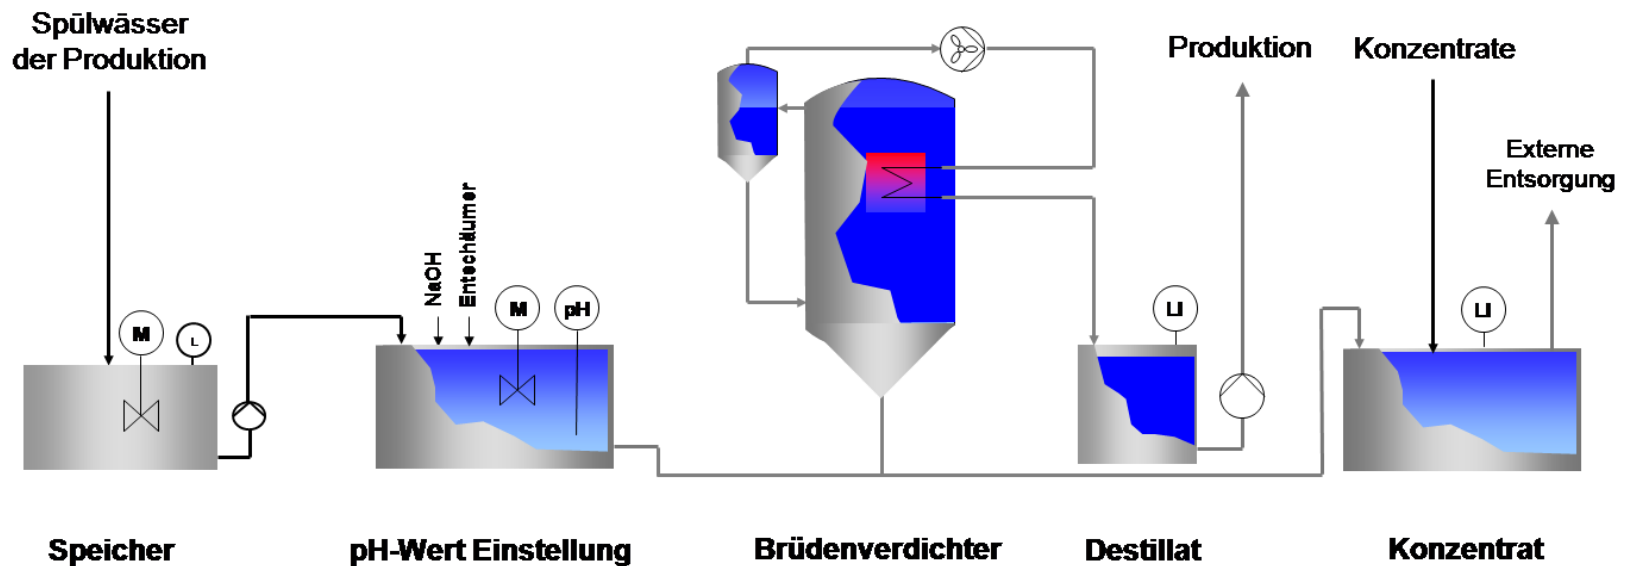 Spülwässer
der Produktion
Produktion
Konzentrate
Externe
Entsorgung
NaOH
Entschäumer
M
L
M
pH
LI
LI
Speicher
pH-Wert Einstellung
Brüdenverdichter
Destillat
Konzentrat